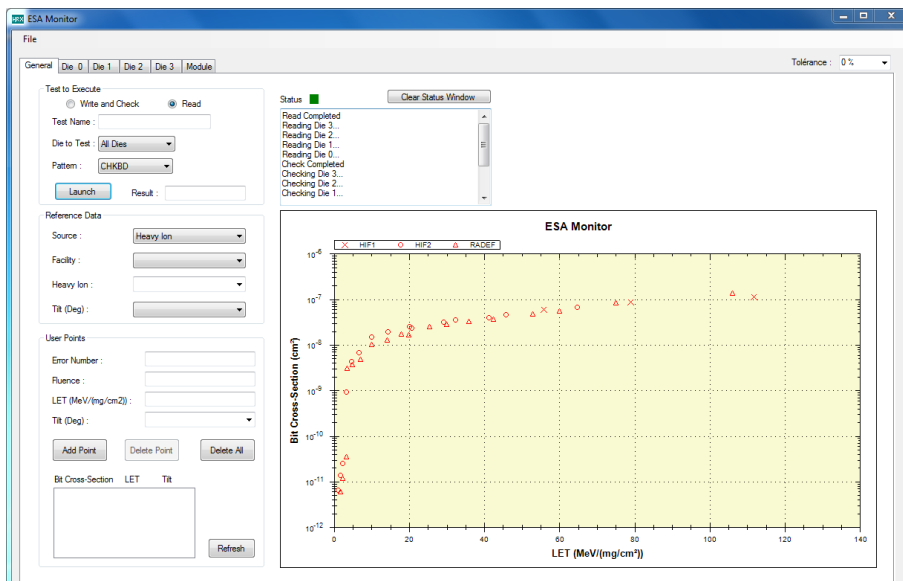 HRX ESA Monitor
File
General Die 0 Die 1 Die 2 Die 3 Module
Tolérance : 0 %
Test to Execute
Write and Check Read
Test Name :
Die to Test : All Dies
Pattern : CHKBD
Launch Result :
Status Clear Status Window
Read Completed
Reading Die 3...
Reading Die 2...
Reading Die 1...
Reading Die 0...
Check Completed
Checking Die 3...
Checking Die 2...
Checking Die 1...
Reference Data
Source : Heavy Ion
Facility :
Heavy Ion :
Tilt (Deg) :
User Points
Error Number :
Fluence :
LET (MeV/(mg/cm2)) :
Tilt (Deg) :
Add Point Delete Point Delete All
Bit Cross-Section LET Tilt
Refresh
ESA Monitor
HIF1 HIF2 RADEF
Bit Cross-Section (cm²)
10⁻⁶
10⁻⁷
10⁻⁸
10⁻⁹
10⁻¹⁰
10⁻¹¹
10⁻¹²
0 20 40 60 80 100 120 140
LET (MeV/(mg/cm²))